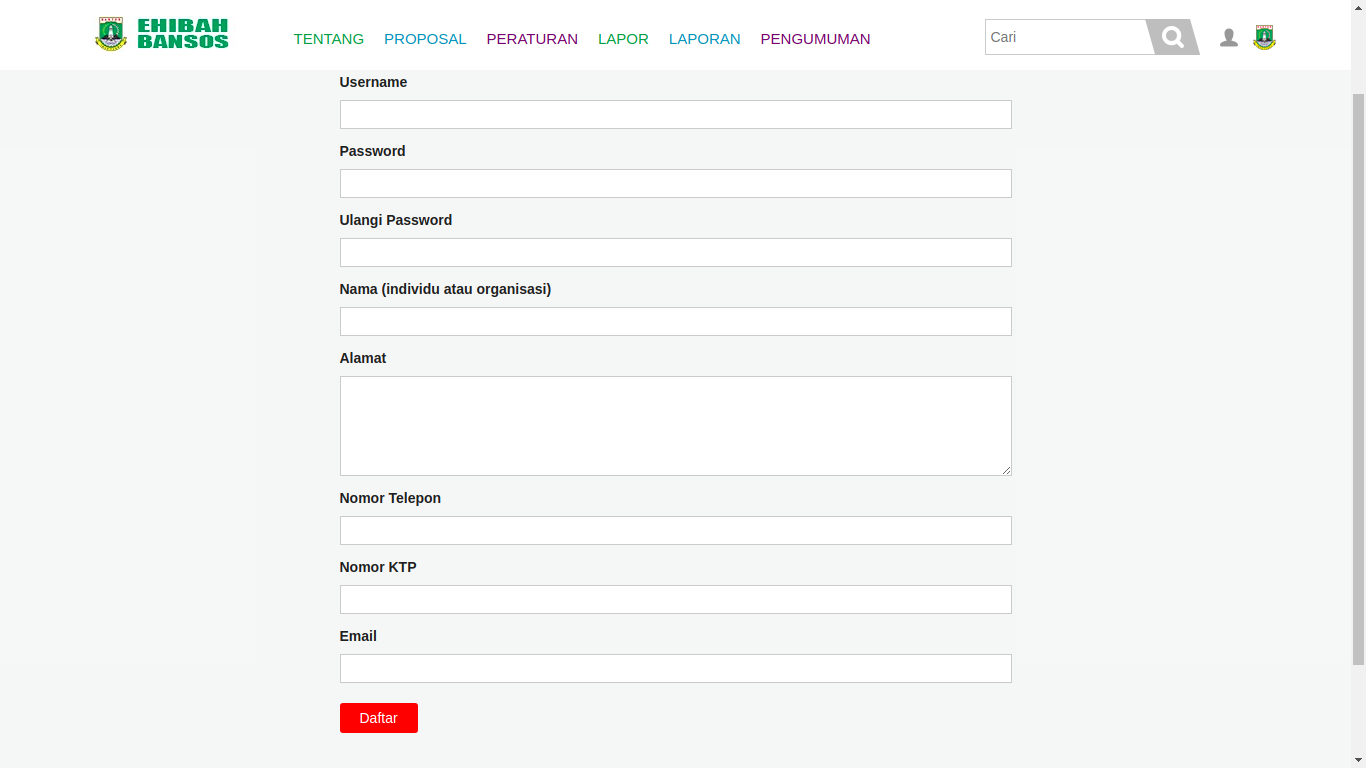 EHIBAH
BANSOS
TENTANG PROPOSAL PERATURAN LAPOR LAPORAN PENGUMUMAN
Cari
Username
Password
Ulangi Password
Nama (individu atau organisasi)
Alamat
Nomor Telepon
Nomor KTP
Email
Daftar